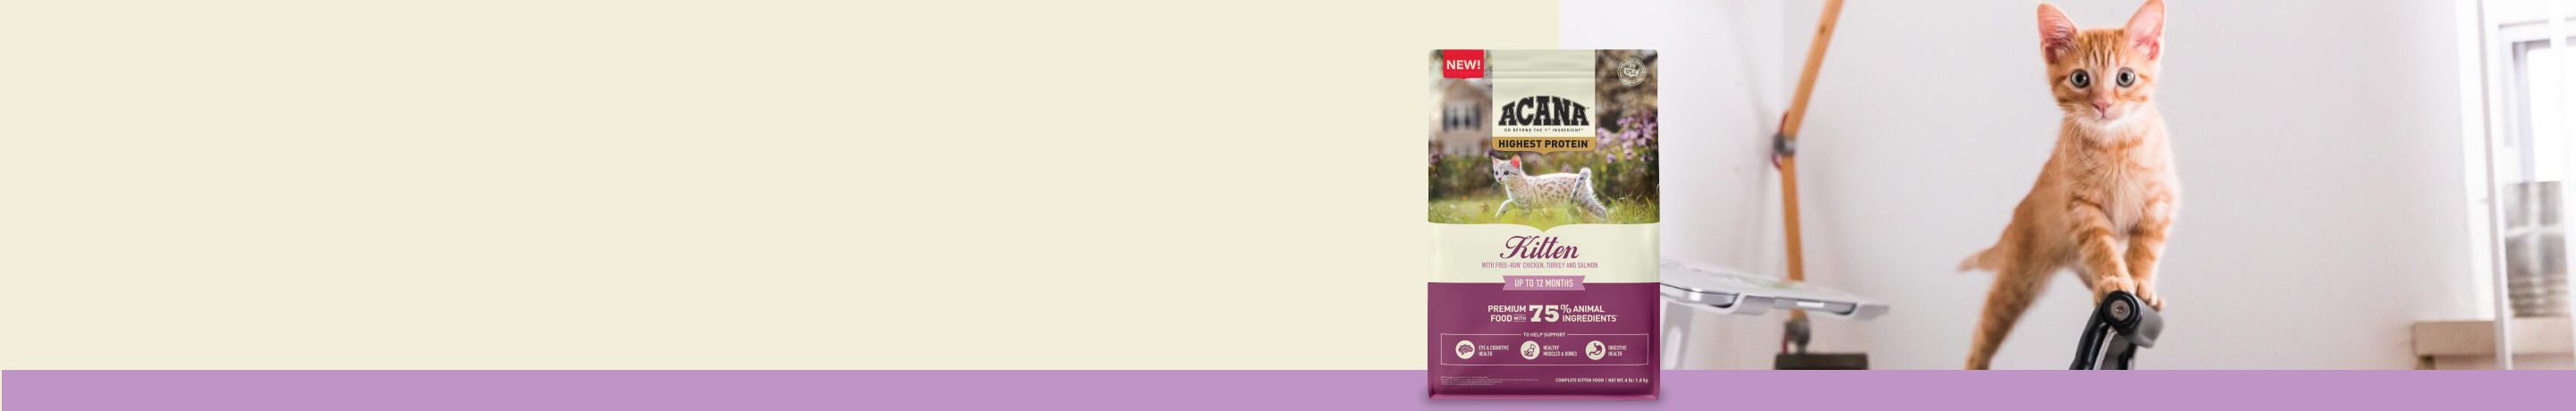 NEW!
USA
ACANA
GO BEYOND THE 1ST INGREDIENT™
HIGHEST PROTEIN™
Kitten
WITH FREE-RUN CHICKEN, TURKEY AND SALMON
UP TO 12 MONTHS
PREMIUM FOOD WITH 75% ANIMAL INGREDIENTS*
TO HELP SUPPORT
EYE & COGNITIVE HEALTH
HEALTHY MUSCLES & BONES
DIGESTIVE HEALTH
COMPLETE KITTEN FOOD | NET WT. 4 lb | 1.8 kg